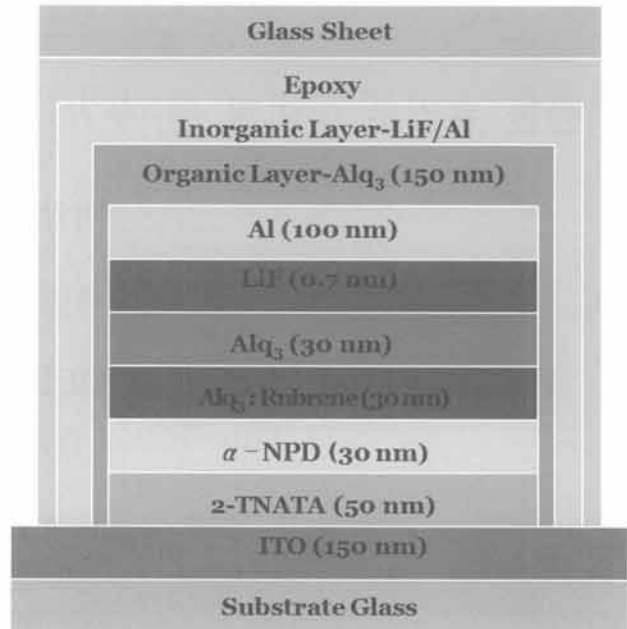 Glass Sheet
Epoxy
Inorganic Layer-LiF/Al
Organic Layer-Alq₃ (150 nm)
Al (100 nm)
LiF (0.7 nm)
Alq₃ (30 nm)
Alq₃ : Rubrene (30 nm)
α－NPD (30 nm)
2-TNATA (50 nm)
ITO (150 nm)
Substrate Glass